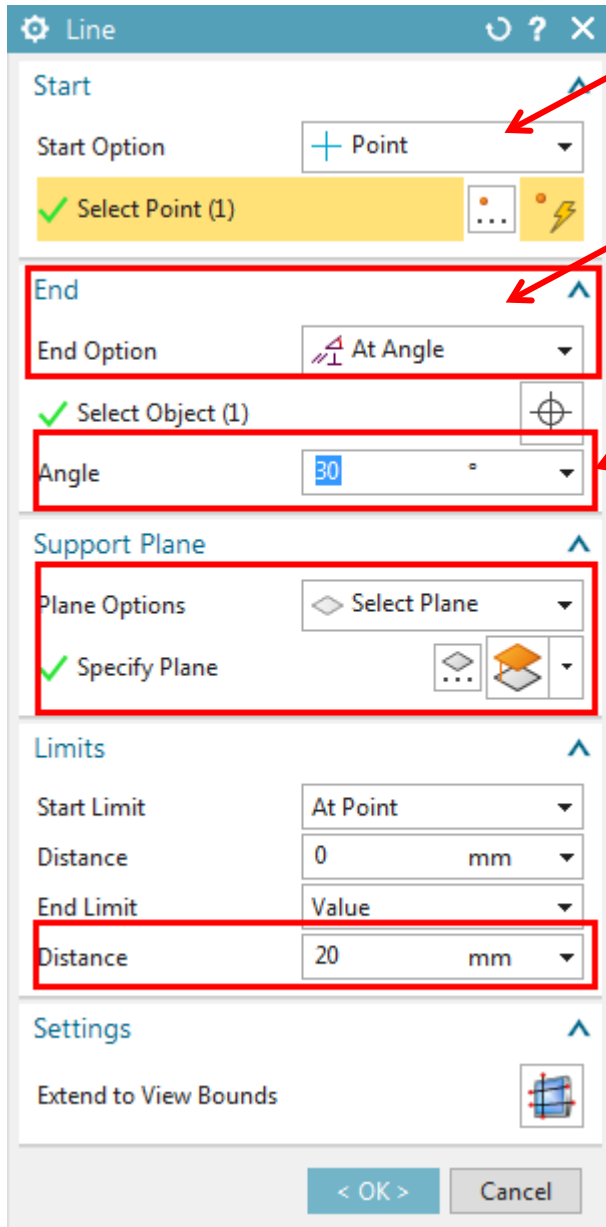 Line ?
Start
Start Option Point
Select Point (1)
End
End Option At Angle
Select Object (1)
Angle 30 °
Support Plane
Plane Options Select Plane
Specify Plane
Limits
Start Limit At Point
Distance 0 mm
End Limit Value
Distance 20 mm
Settings
Extend to View Bounds
< OK > Cancel